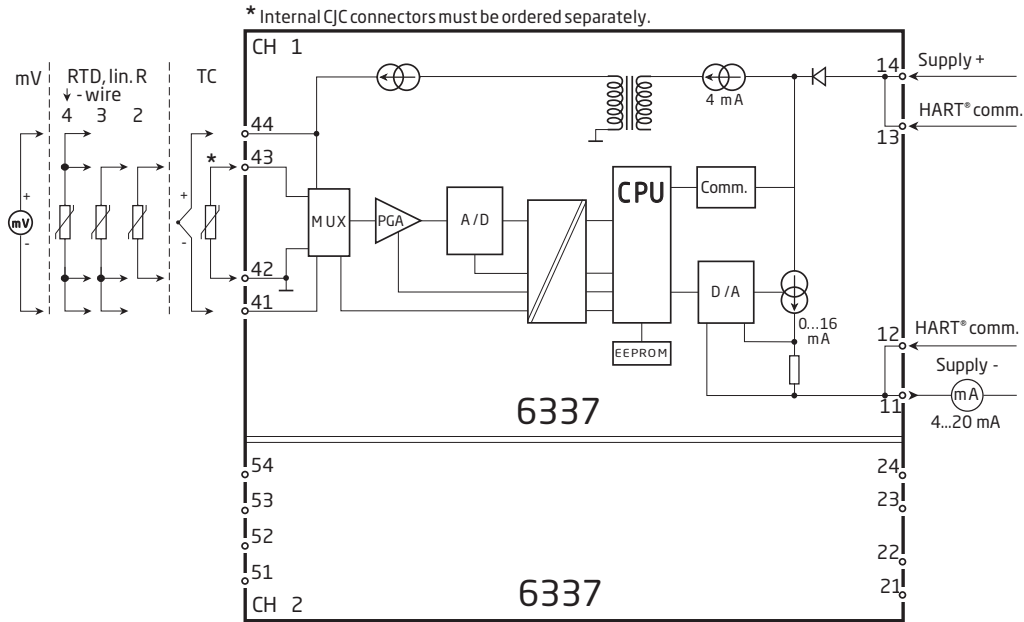 * Internal CJC connectors must be ordered separately.
CH 1
mV
RTD, lin. R
↓ - wire
4 3 2
TC
Supply +
14
4 mA
HART® comm.
13
44
43
*
CPU
Comm.
MUX
PGA
A/D
+
mV
-
+
-
42
41
D/A
0...16
mA
EEPROM
12
HART® comm.
Supply -
mA
11
4...20 mA
6337
54
24
53
23
52
22
51
21
6337
CH 2